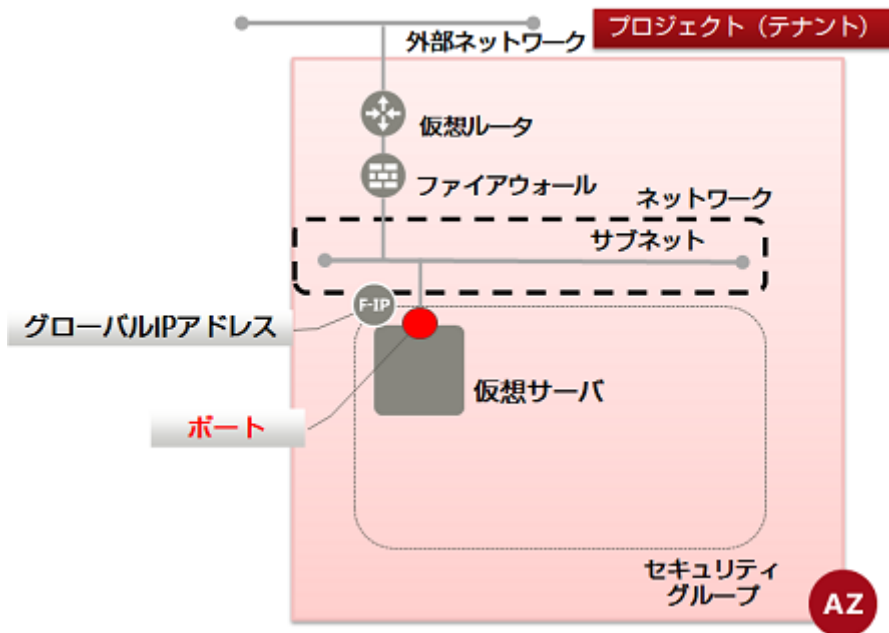 外部ネットワーク
プロジェクト（テナント）
仮想ルータ
ファイアウォール
ネットワーク
サブネット
F-IP
グローバルIPアドレス
仮想サーバ
ポート
セキュリティ
グループ
AZ